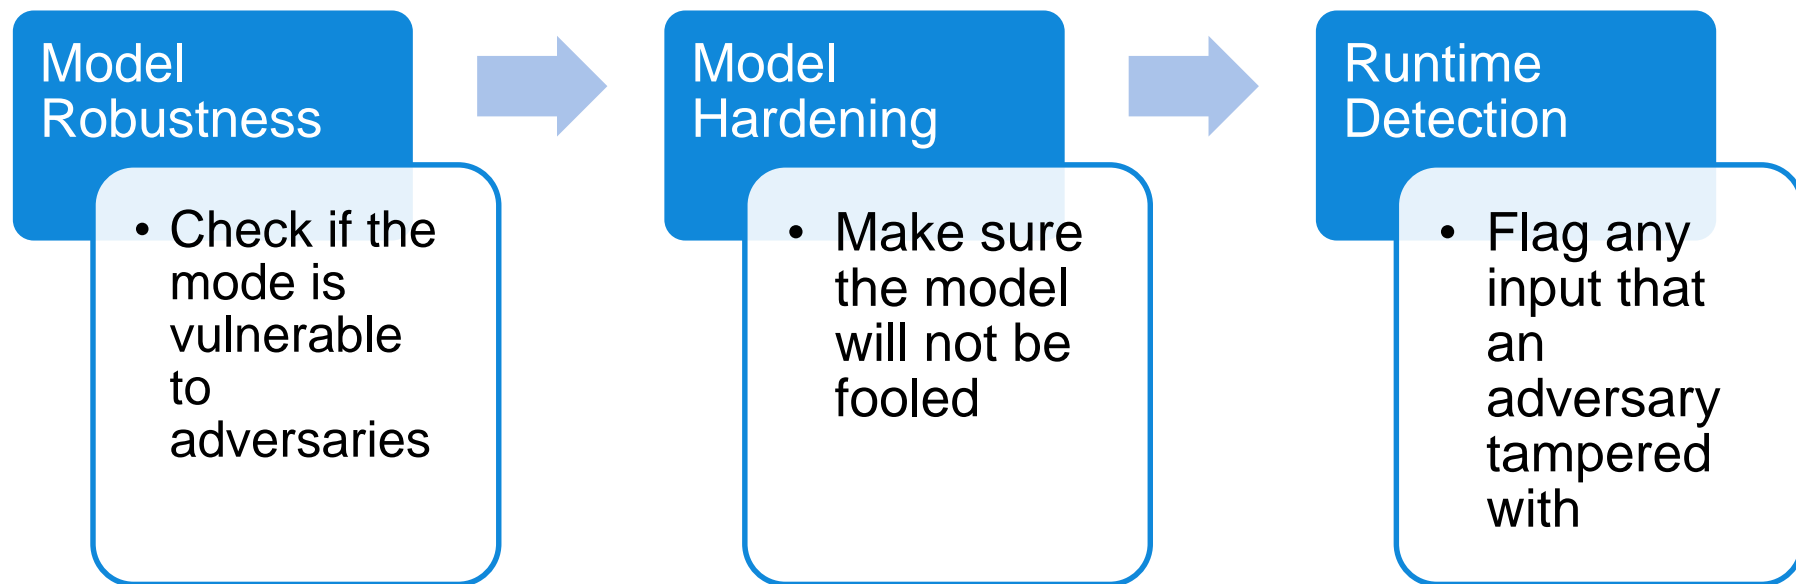 Model
Robustness
• Check if the
mode is
vulnerable
to
adversaries
Model
Hardening
• Make sure
the model
will not be
fooled
Runtime
Detection
• Flag any
input that
an
adversary
tampered
with